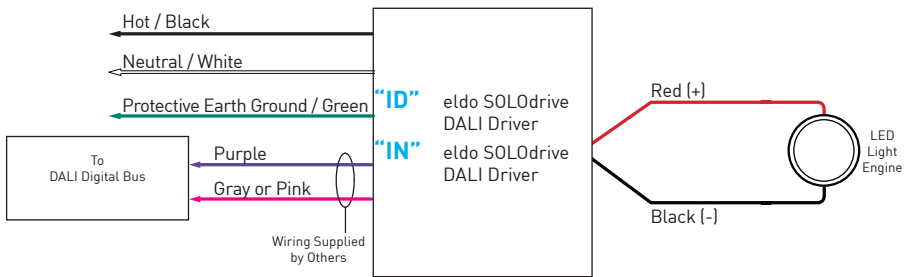 Hot / Black
Neutral / White
Protective Earth Ground / Green
"ID" eldo SOLOdrive
DALI Driver
"IN" eldo SOLOdrive
DALI Driver
To
DALI Digital Bus
Purple
Gray or Pink
Wiring Supplied
by Others
Red (+)
Black (-)
LED
Light
Engine